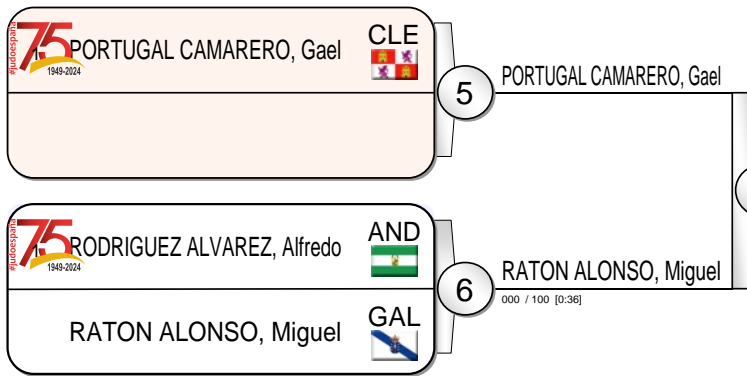 #judoespaña
75
1949-2024
PORTUGAL CAMARERO, Gael
CLE
5
PORTUGAL CAMARERO, Gael
#judoespaña
75
1949-2024
RODRIGUEZ ALVAREZ, Alfredo
AND
RATON ALONSO, Miguel
GAL
6
RATON ALONSO, Miguel
000 / 100 [0:36]